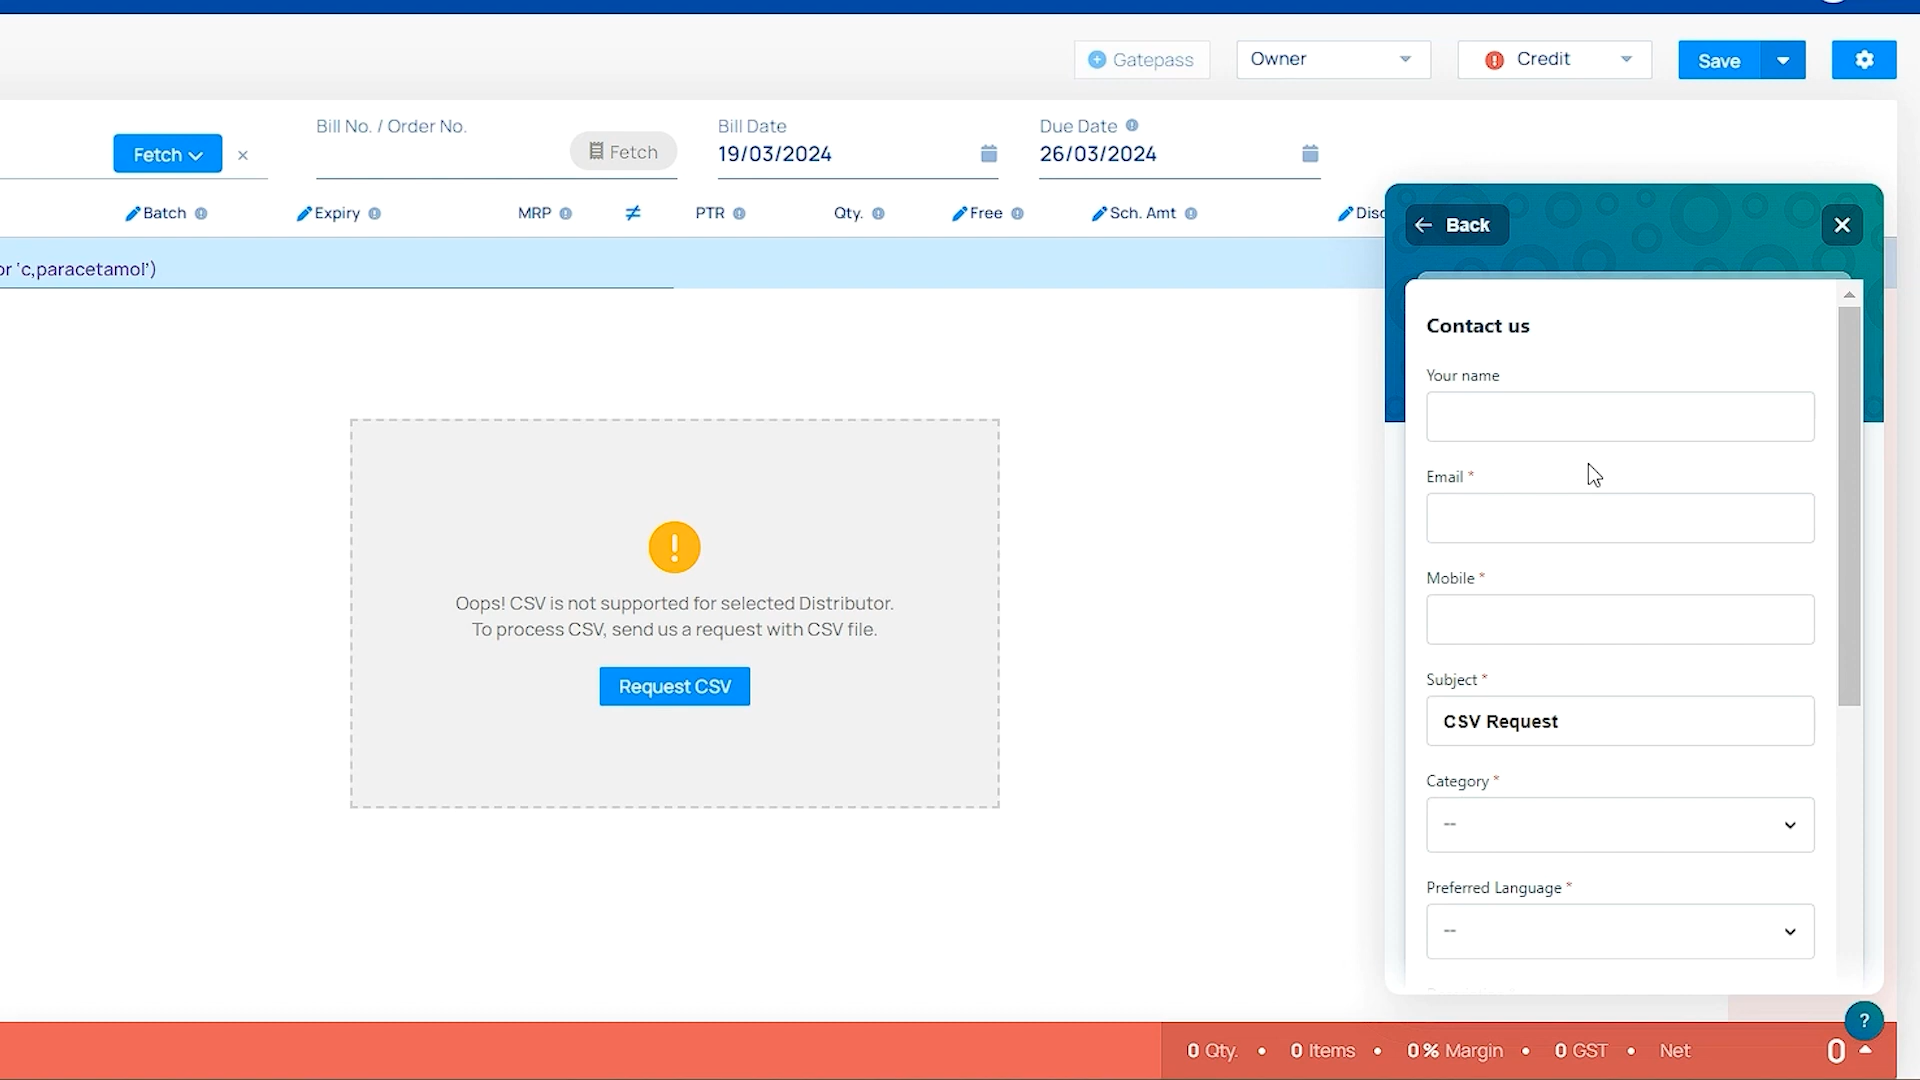 Gatepass
Owner
Credit
Save
Fetch
Bill No. / Order No.
Fetch
Bill Date
19/03/2024
Due Date
26/03/2024
Batch
Expiry
MRP
≠
PTR
Qty.
Free
Sch. Amt
Disc
or 'c,paracetamol')
Oops! CSV is not supported for selected Distributor.
To process CSV, send us a request with CSV file.
Request CSV
Back
Contact us
Your name
Email *
Mobile *
Subject *
CSV Request
Category *
--
Preferred Language *
--
?
0 Qty. • 0 Items • 0% Margin • 0 GST • Net 0